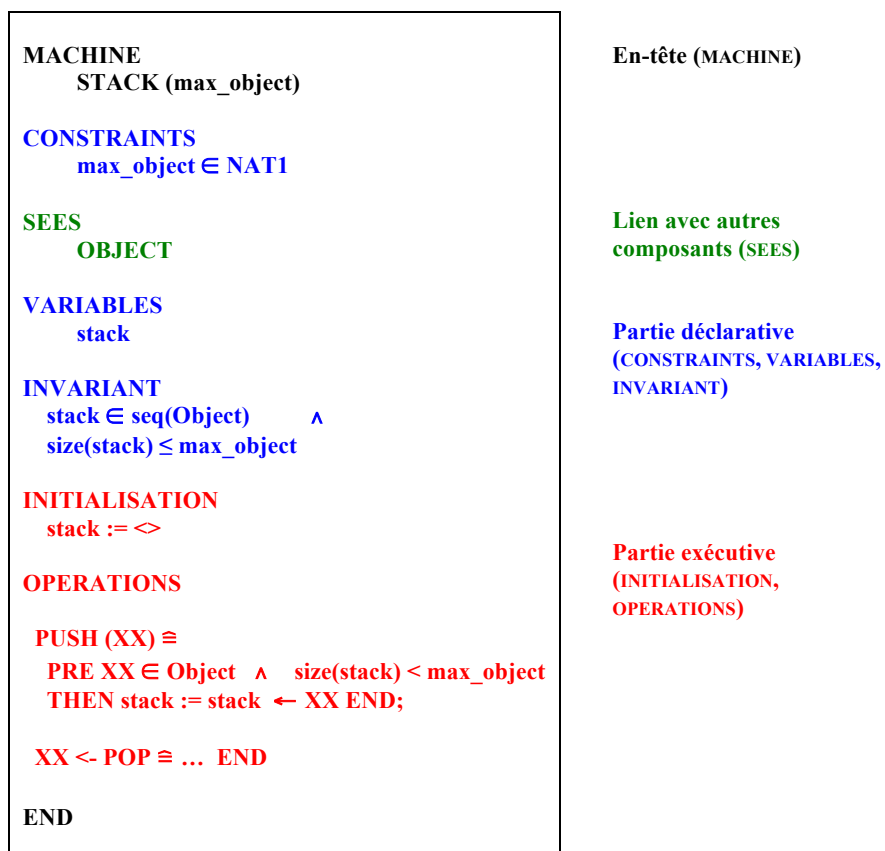 MACHINE
STACK (max_object)
CONSTRAINTS
max_object ∈ NAT1
SEES
OBJECT
VARIABLES
stack
INVARIANT
stack ∈ seq(Object) ∧
size(stack) ≤ max_object
INITIALISATION
stack := <>
OPERATIONS
PUSH (XX) ≙
PRE XX ∈ Object ∧ size(stack) < max_object
THEN stack := stack ← XX END;
XX <- POP ≙ … END
END
En-tête (MACHINE)
Lien avec autres
composants (SEES)
Partie déclarative
(CONSTRAINTS, VARIABLES,
INVARIANT)
Partie exécutive
(INITIALISATION,
OPERATIONS)